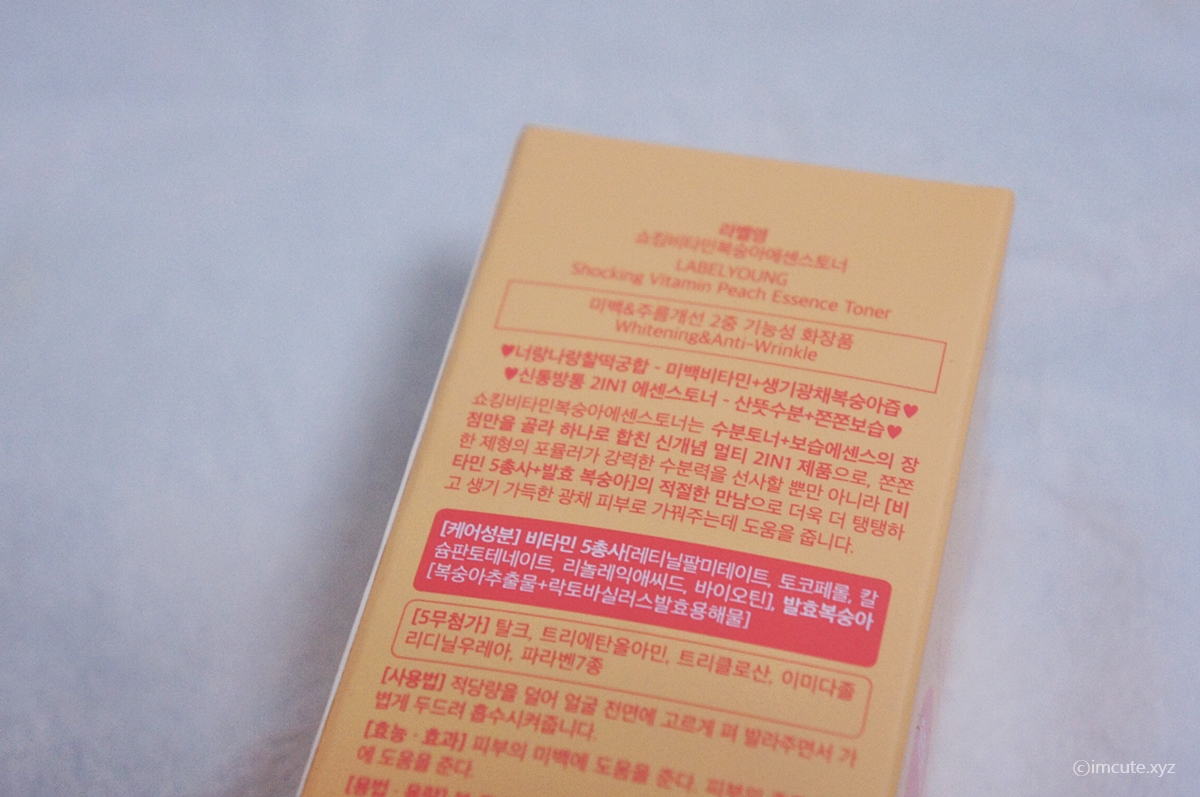 라벨영
쇼킹비타민복숭아에센스토너
LABELYOUNG
Shocking Vitamin Peach Essence Toner
미백&주름개선 2중 기능성 화장품
Whitening&Anti-Wrinkle
♥너랑나랑찰떡궁합 - 미백비타민+생기광채복숭아즙♥
♥신통방통 2IN1 에센스토너 - 산뜻수분+쫀쫀보습♥
쇼킹비타민복숭아에센스토너는 수분토너+보습에센스의 장
점만을 골라 하나로 합친 신개념 멀티 2IN1 제품으로, 쫀쫀
한 제형의 포뮬러가 강력한 수분력을 선사할 뿐만 아니라 [비
타민 5총사+발효 복숭아]의 적절한 만남으로 더욱 더 탱탱하
고 생기 가득한 광채 피부로 가꿔주는데 도움을 줍니다.
[케어성분] 비타민 5총사[레티닐팔미테이트, 토코페롤, 칼
슘판토테네이트, 리놀레익애씨드, 바이오틴], 발효복숭아
[복숭아추출물+락토바실러스발효용해물]
[5무첨가] 탈크, 트리에탄올아민, 트리클로산, 이미다졸
리디닐우레아, 파라벤7종
[사용법] 적당량을 덜어 얼굴 전면에 고르게 펴 발라주면서 가
볍게 두드려 흡수시켜줍니다.
[효능 · 효과] 피부의 미백에 도움을 준다. 피부의
에 도움을 준다.
[용법 · 용량]
©imcute.xyz